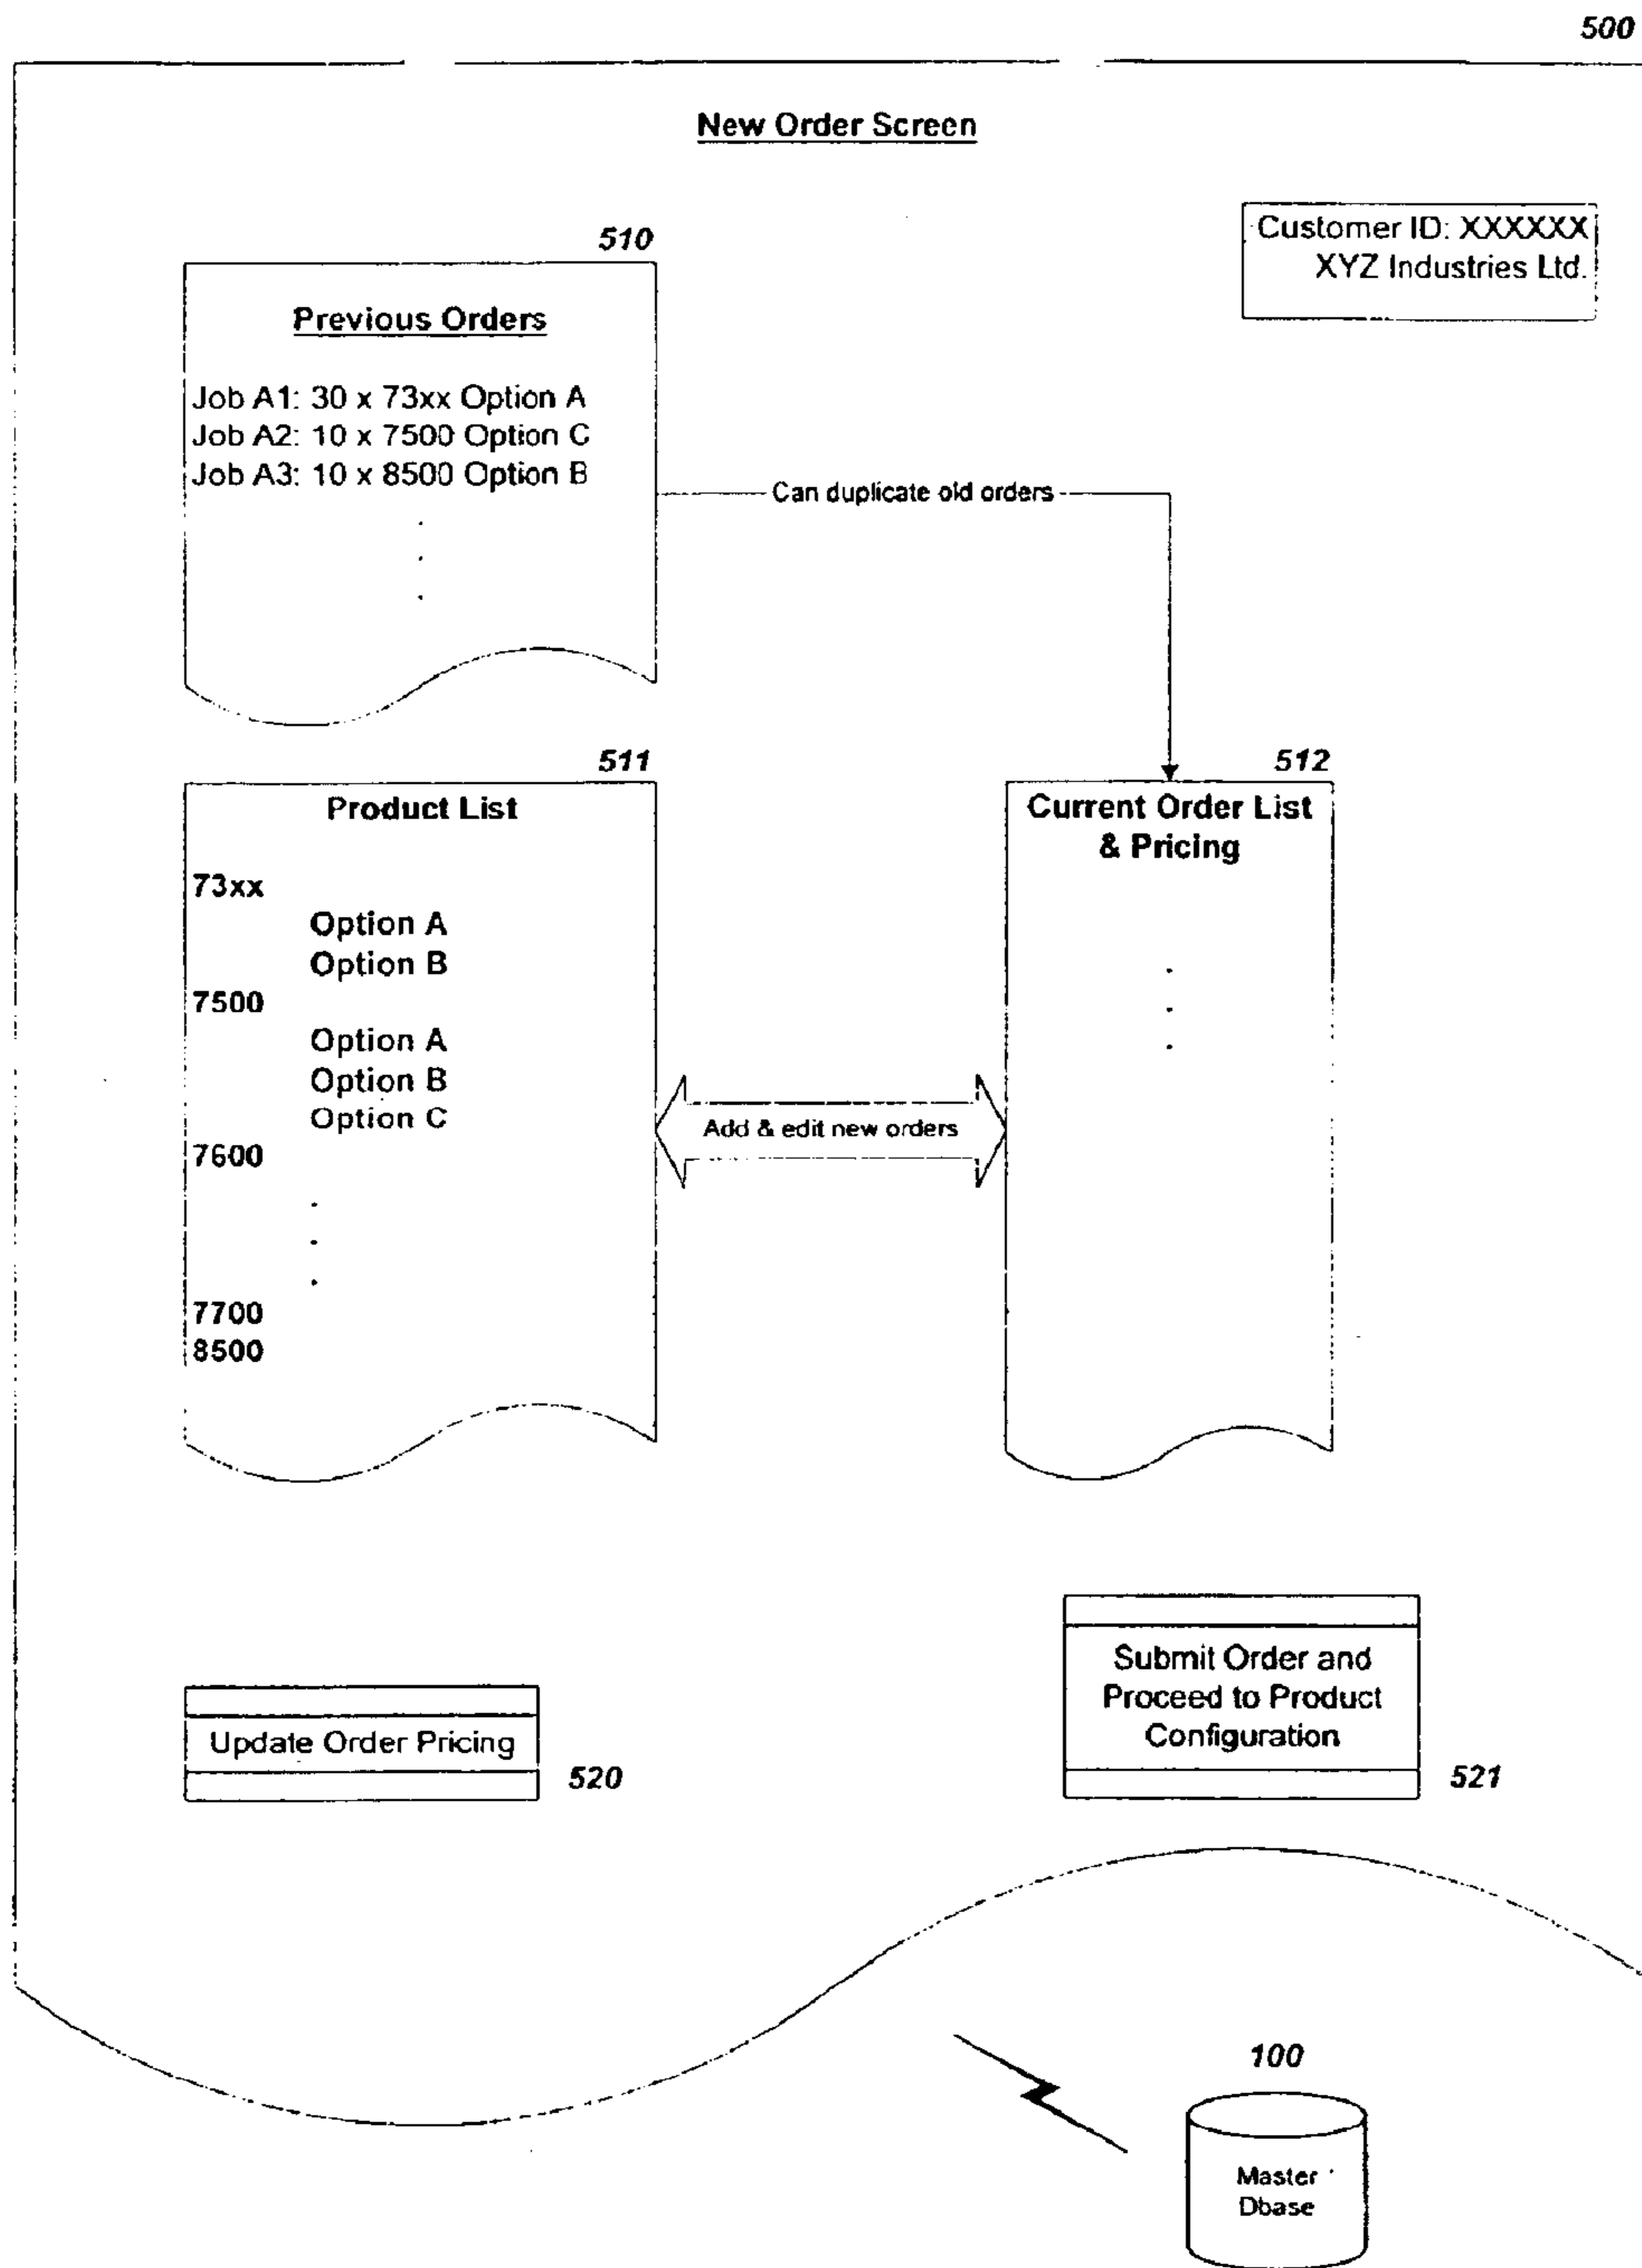 500
New Order Screen
Customer ID: XXXXXX
XYZ Industries Ltd.
510
Previous Orders
Job A1: 30 x 73xx Option A
Job A2: 10 x 7500 Option C
Job A3: 10 x 8500 Option B
Can duplicate old orders
511
Product List
73xx
Option A
Option B
7500
Option A
Option B
Option C
7600
7700
8500
512
Current Order List
& Pricing
Add & edit new orders
Update Order Pricing
520
Submit Order and
Proceed to Product
Configuration
521
100
Master
Dbase